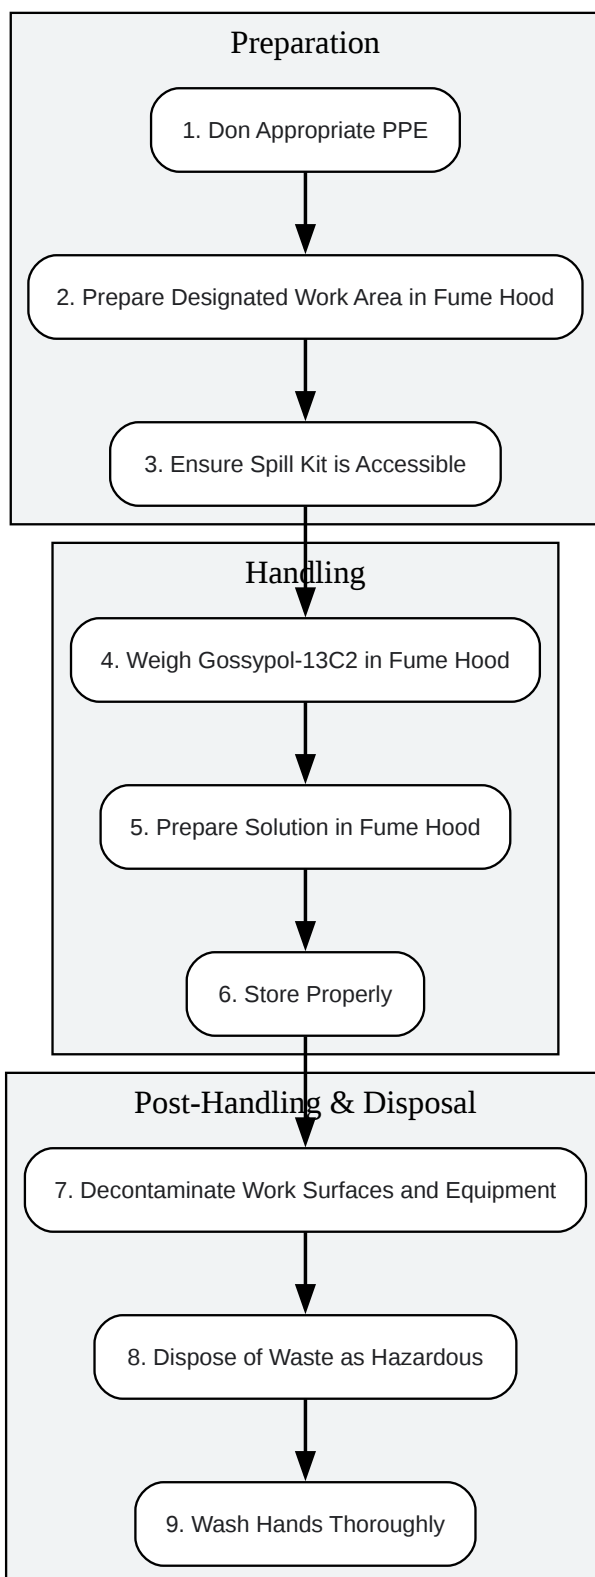 Preparation
1. Don Appropriate PPE
2. Prepare Designated Work Area in Fume Hood
3. Ensure Spill Kit is Accessible
Handling
4. Weigh Gossypol-13C2 in Fume Hood
5. Prepare Solution in Fume Hood
6. Store Properly
Post-Handling & Disposal
7. Decontaminate Work Surfaces and Equipment
8. Dispose of Waste as Hazardous
9. Wash Hands Thoroughly